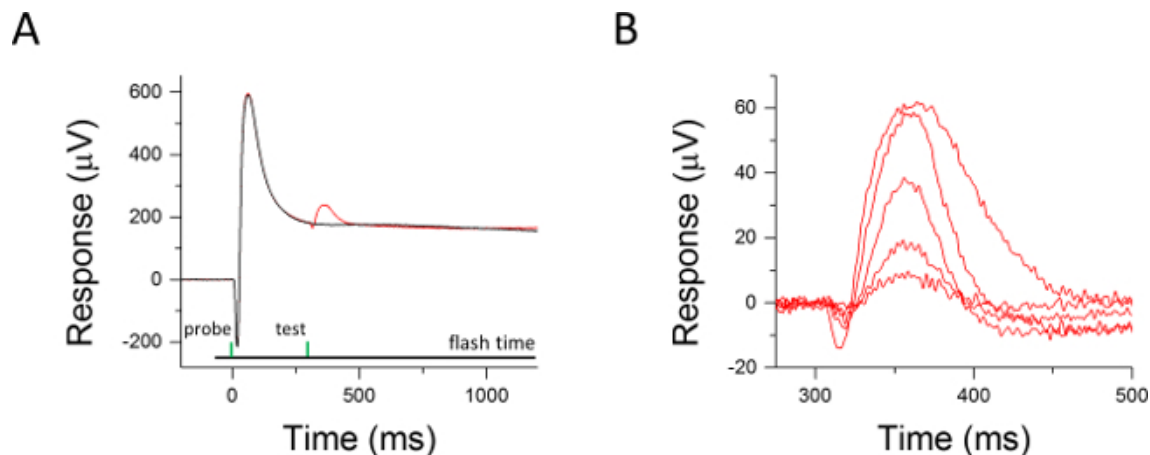 A
Response (μV)
600
400
200
0
-200
probe
test
flash time
0
500
1000
Time (ms)
B
Response (μV)
60
40
20
0
-20
300
400
500
Time (ms)